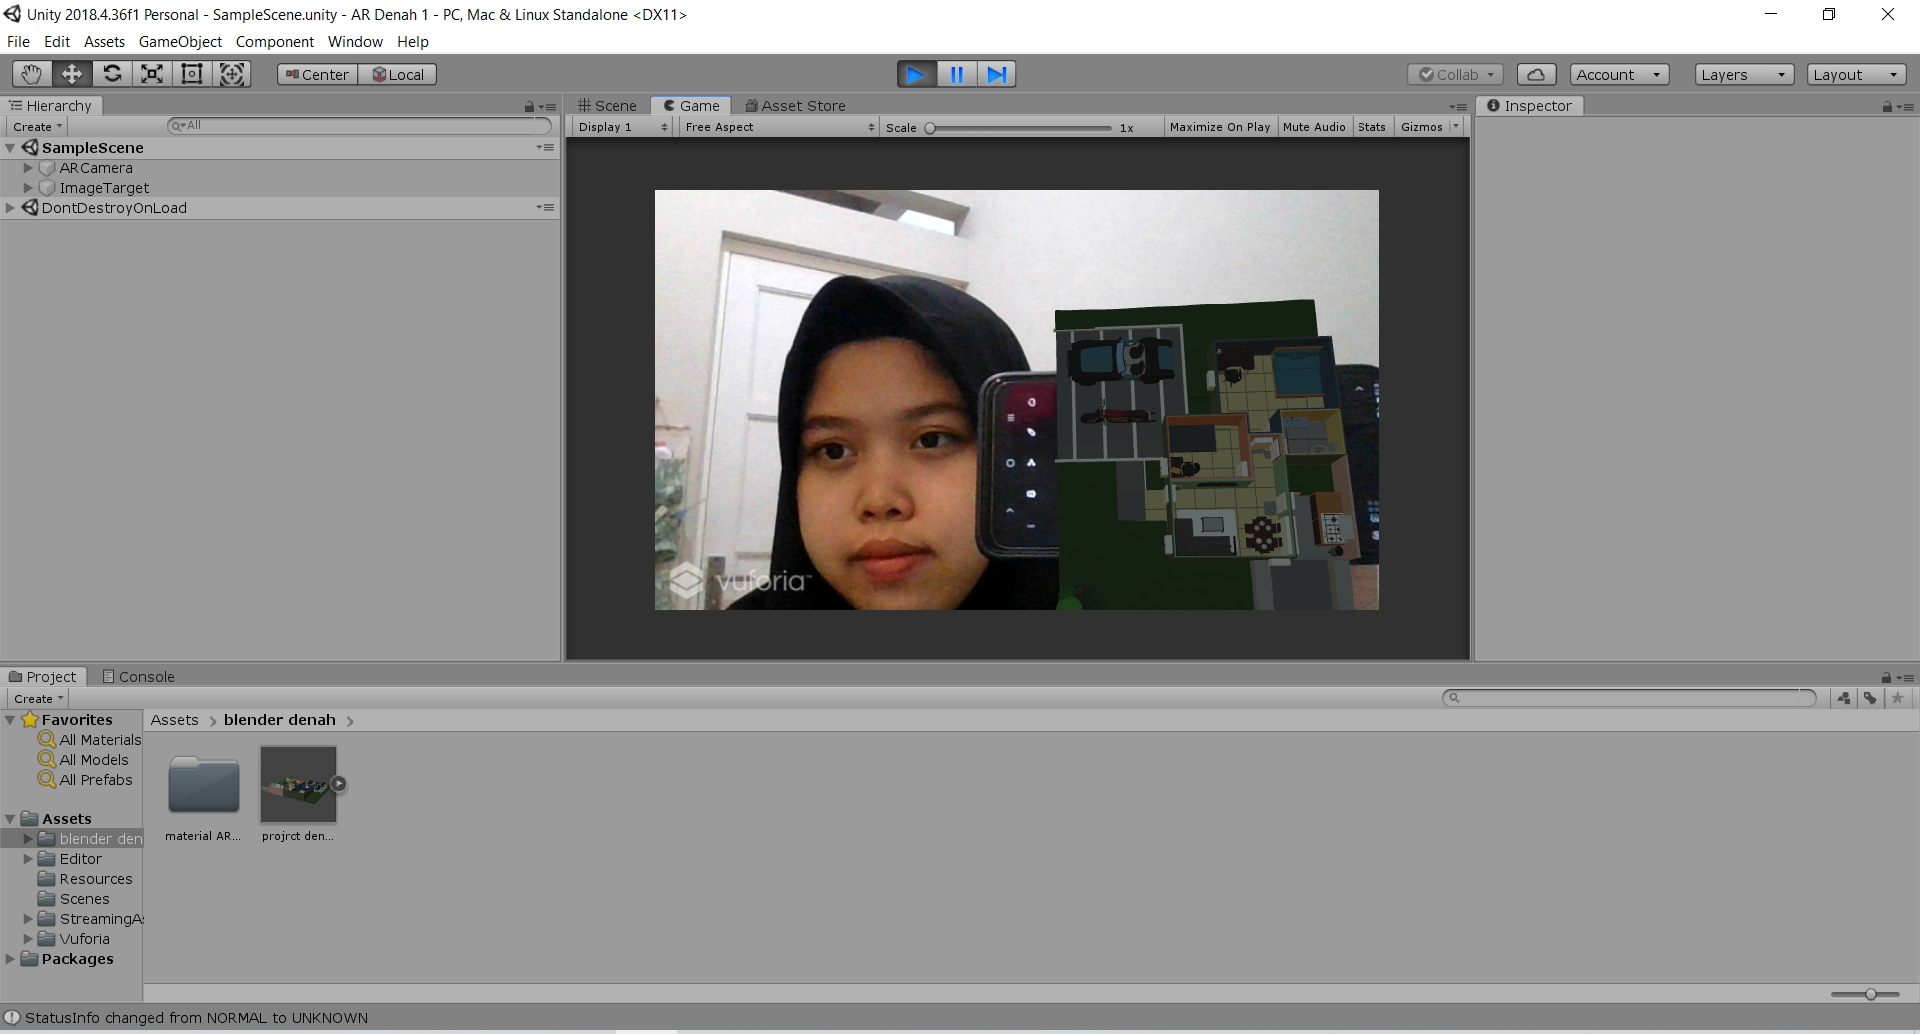 Unity 2018.4.36f1 Personal - SampleScene.unity - AR Denah 1 - PC, Mac & Linux Standalone <DX11>
File Edit Assets GameObject Component Window Help
Center Local Collab Account Layers Layout
Hierarchy
Create All
SampleScene
ARCamera
ImageTarget
DontDestroyOnLoad
Scene Game Asset Store
Display 1 Free Aspect Scale 1x Maximize On Play Mute Audio Stats Gizmos
vuforia™
Inspector
Project Console
Create
Favorites
All Materials
All Models
All Prefabs
Assets
blender den
Editor
Resources
Scenes
StreamingAs
Vuforia
Packages
Assets > blender denah >
material AR...
projrct den...
StatusInfo changed from NORMAL to UNKNOWN